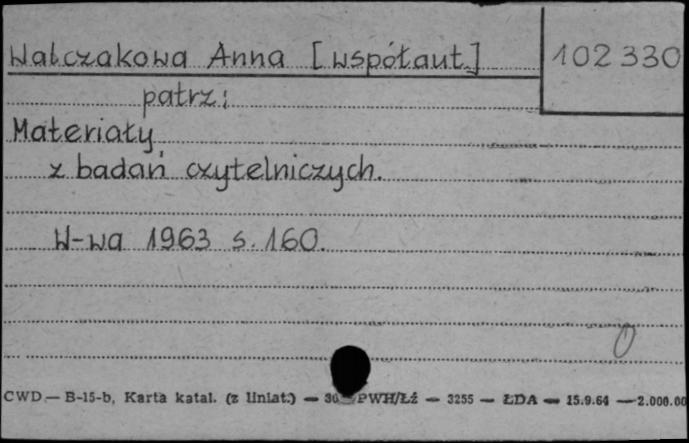 Walczakowa Anna [współaut.] 102 330
patrz:
Materiały
z badań czytelniczych.
W-wa 1963 s. 160.
0
CWD — B-15-b, Karta katal. (z liniat.) — PWH/Łź — 3255 — ŁDA — 15.9.64 — 2.000.00